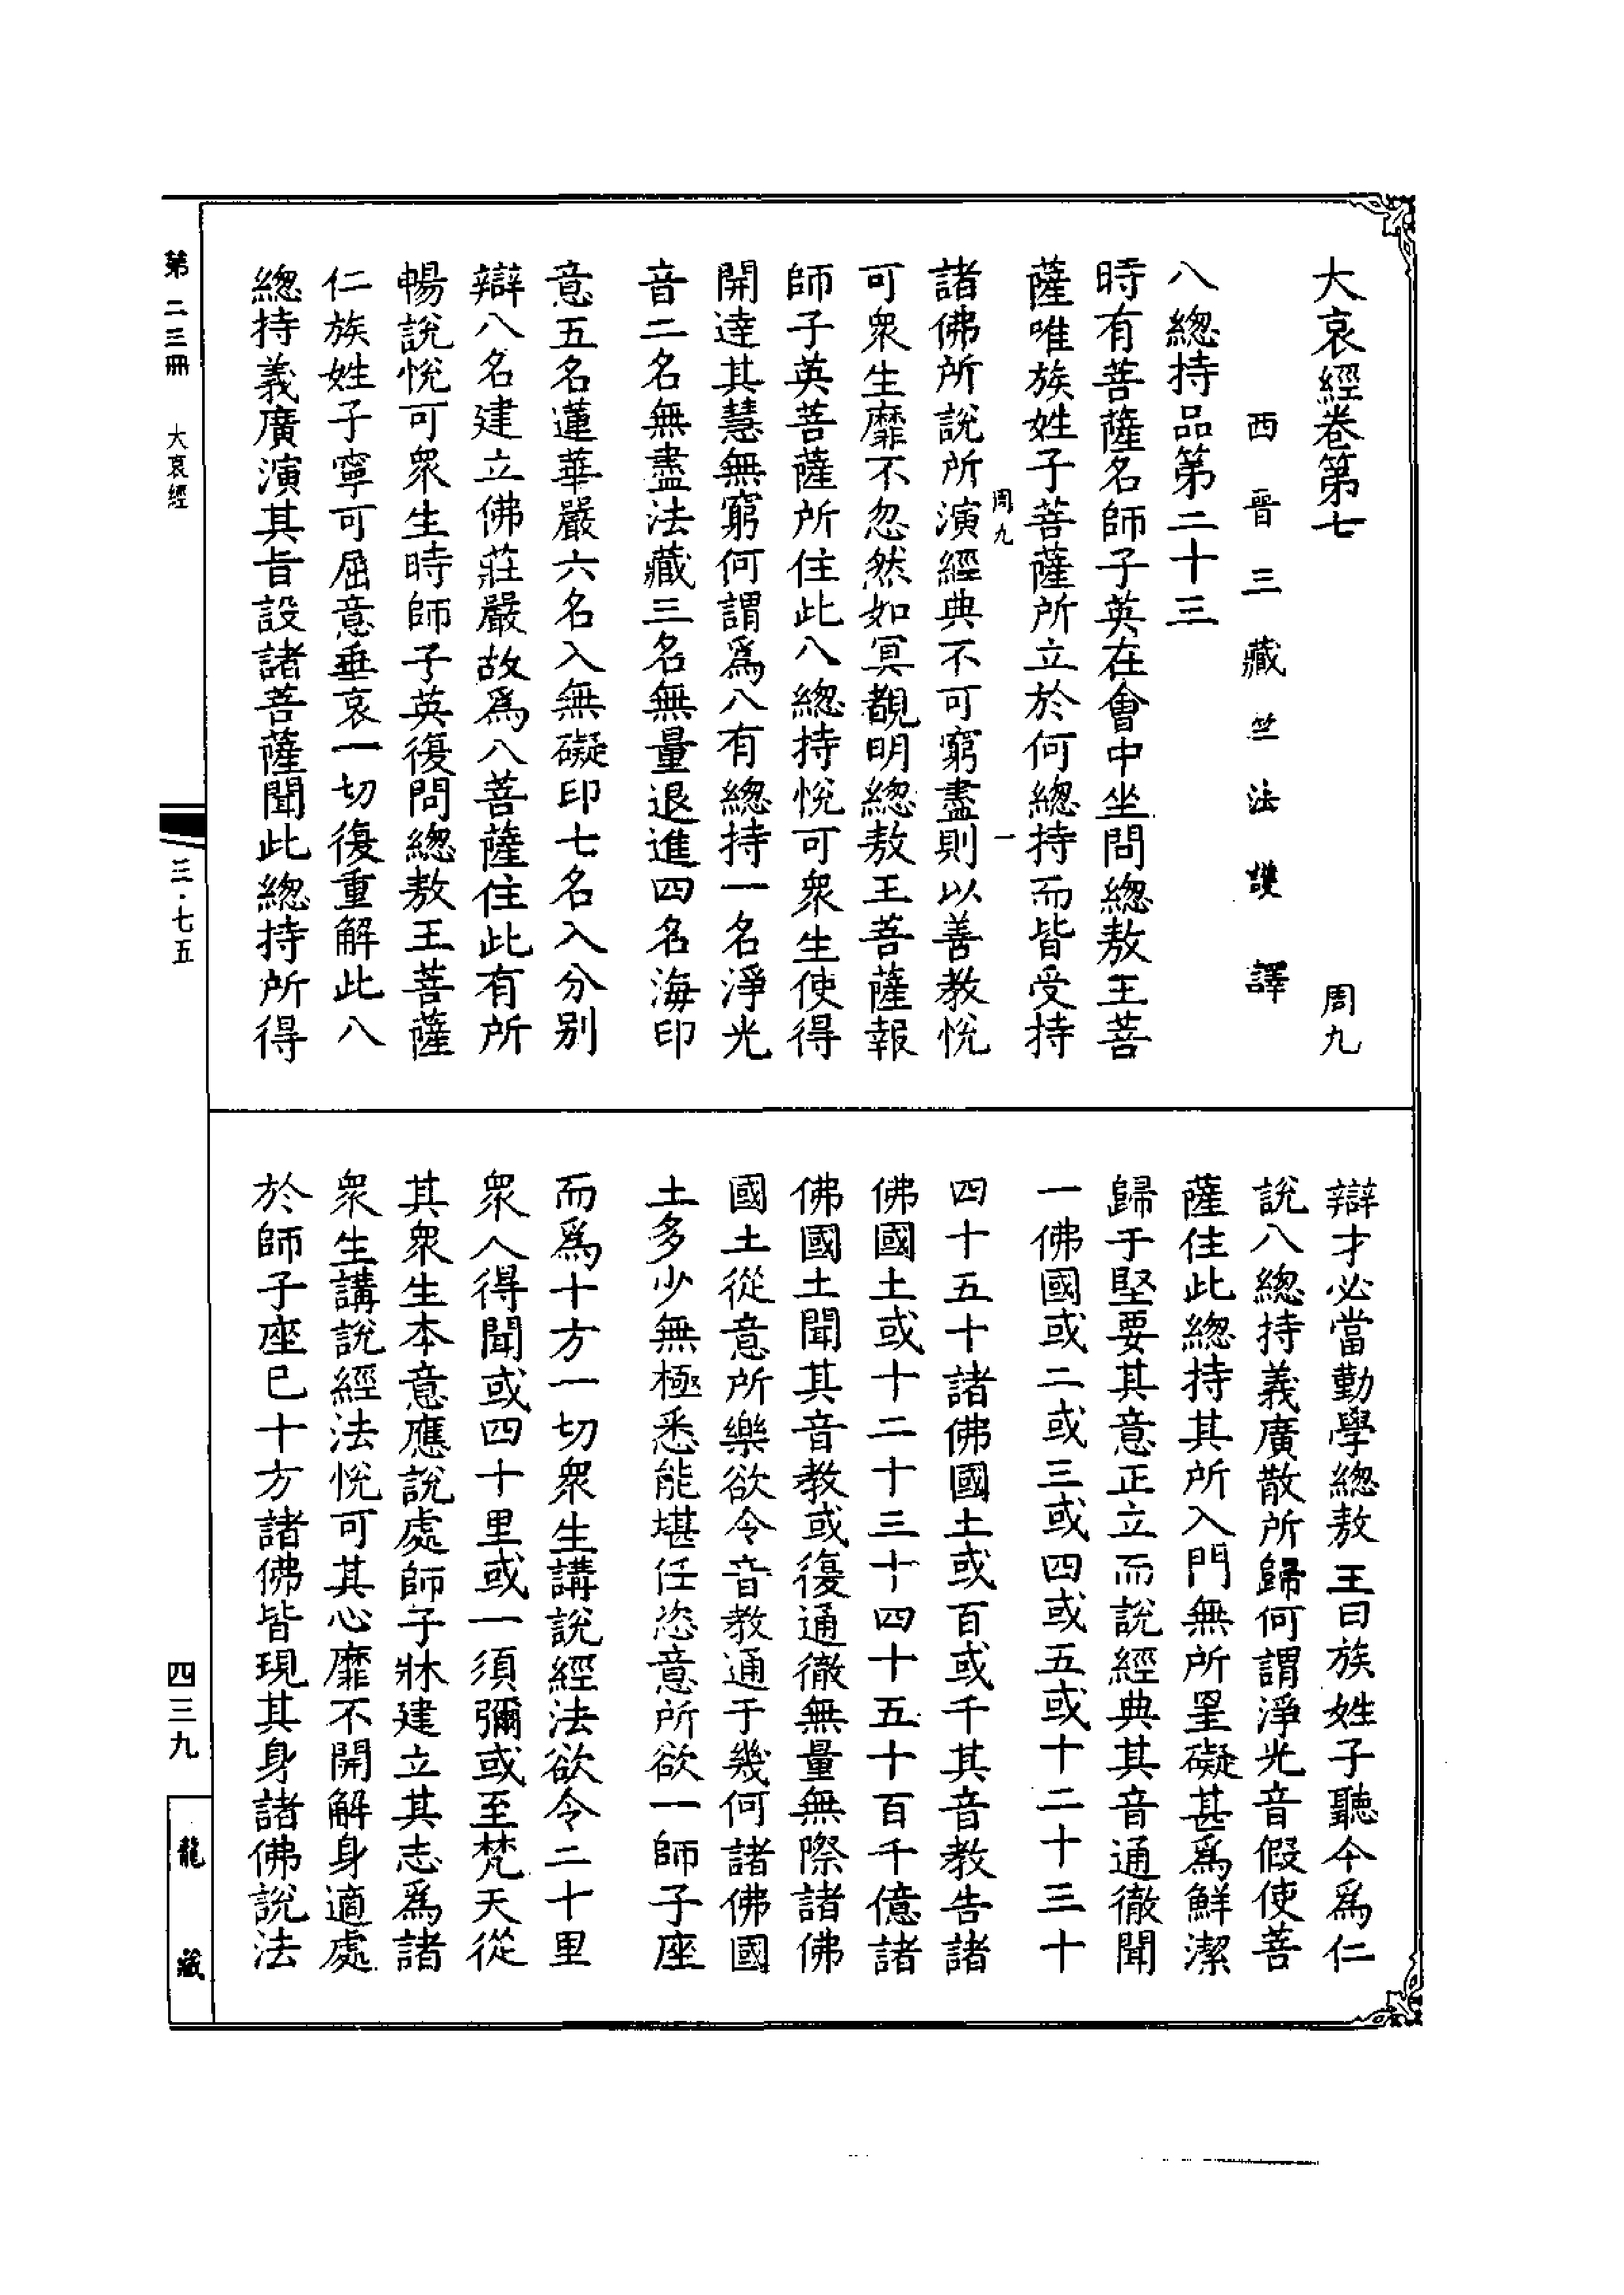 大哀經卷第七　周九
西晉三藏竺法護譯
八總持品第二十三
時有菩薩名師子英在會中坐問總敖王菩
薩唯族姓子菩薩所立於何總持而皆受持
周九　一
諸佛所說所演經典不可窮盡則以善教悅
可衆生靡不忽然如冥覩明總敖王菩薩報
師子英菩薩所住此八總持悅可衆生使得
開達其慧無窮何謂爲八有總持一名淨光
音二名無盡法藏三名無量退進四名海印
意五名蓮華嚴六名入無礙印七名入分別
辯八名建立佛莊嚴故爲八菩薩住此有所
暢說悅可衆生時師子英復問總敖王菩薩
仁族姓子寧可屈意垂哀一切復重解此八
總持義廣演其旨設諸菩薩聞此總持所得
辯才必當勤學總敖王曰族姓子聽今爲仁
說八總持義廣散所歸何謂淨光音假使菩
薩住此總持其所入門無所罣礙甚爲鮮潔
歸于堅要其意正立而說經典其音通徹聞
一佛國或二或三或四或五或十二十三十
四十五十諸佛國土或百或千其音教告諸
佛國土或十二十三十四十五十百千億諸
佛國土聞其音教或復通徹無量無際諸佛
國土從意所樂欲令音教通于幾何諸佛國
土多少無極悉能堪任恣意所欲一師子座
而爲十方一切衆生講說經法欲令二十里
衆人得聞或四十里或一須彌或至梵天從
其衆生本意應說處師子牀建立其志爲諸
衆生講說經法悅可其心靡不開解身適處
於師子座已十方諸佛皆現其身諸佛說法
第二三冊　大哀經
三·七五
四三九
龍藏